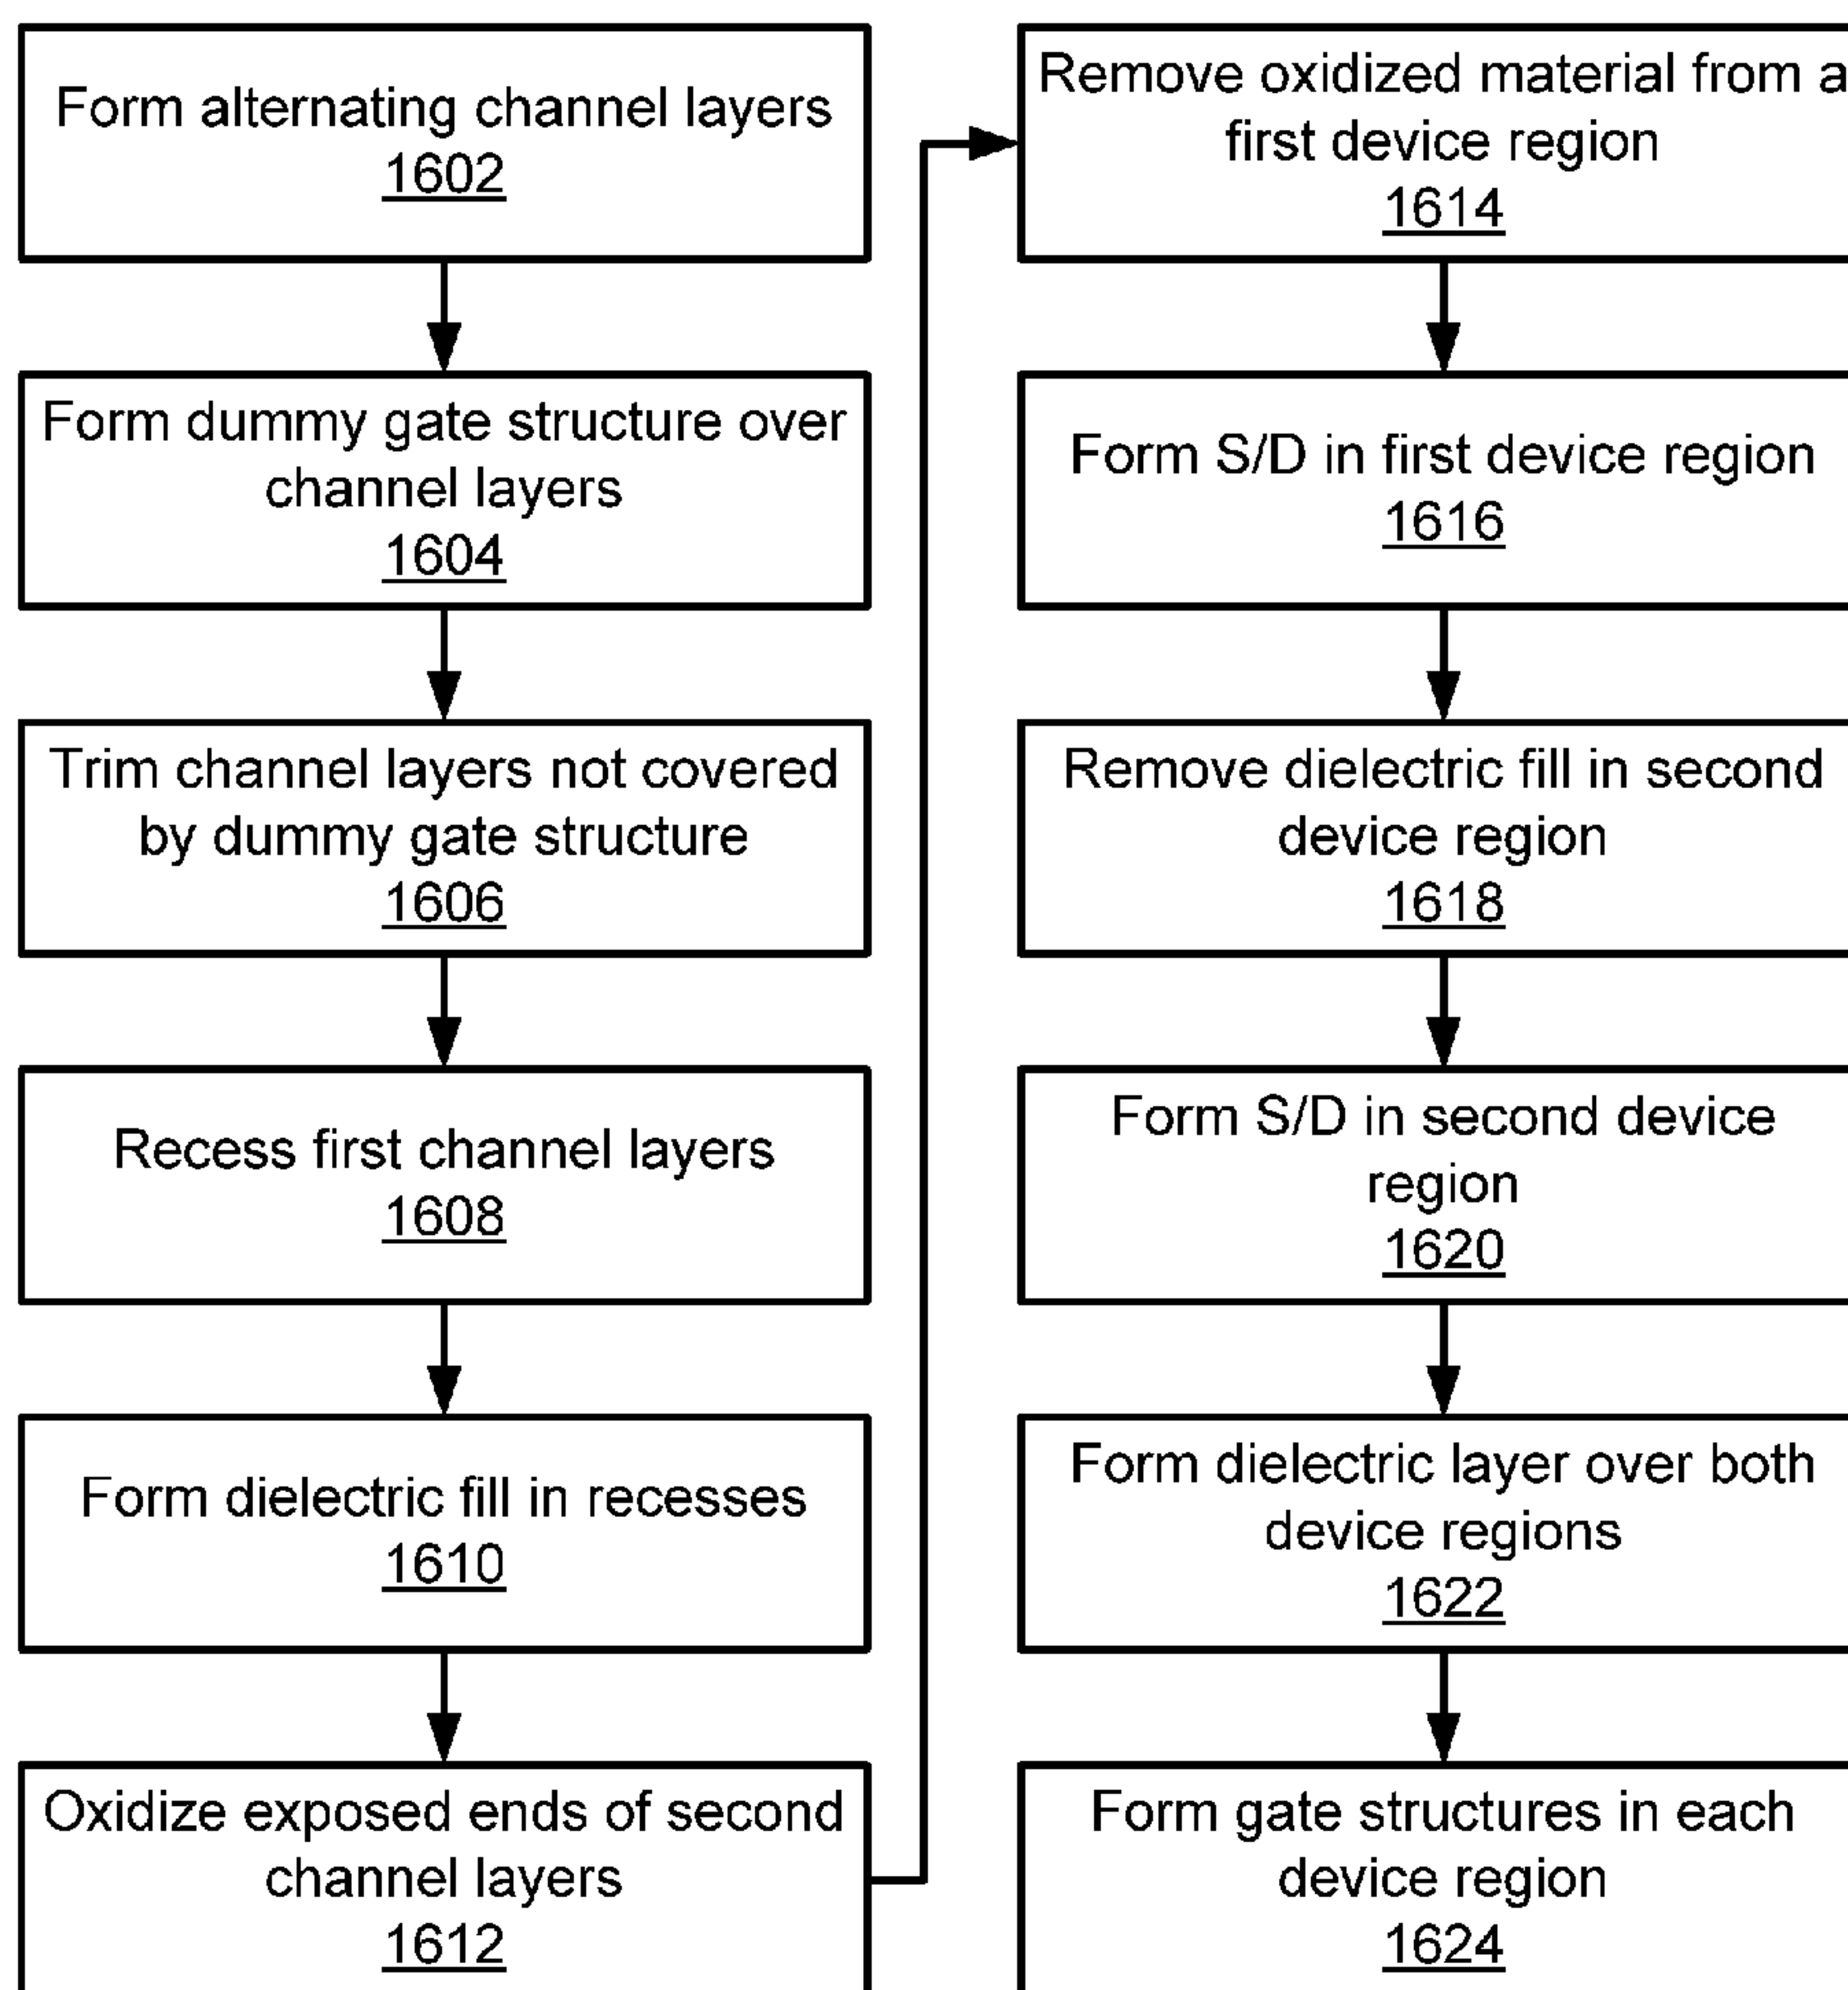 Form alternating channel layers
1602
Form dummy gate structure over
channel layers
1604
Trim channel layers not covered
by dummy gate structure
1606
Recess first channel layers
1608
Form dielectric fill in recesses
1610
Oxidize exposed ends of second
channel layers
1612
Remove oxidized material from a
first device region
1614
Form S/D in first device region
1616
Remove dielectric fill in second
device region
1618
Form S/D in second device
region
1620
Form dielectric layer over both
device regions
1622
Form gate structures in each
device region
1624